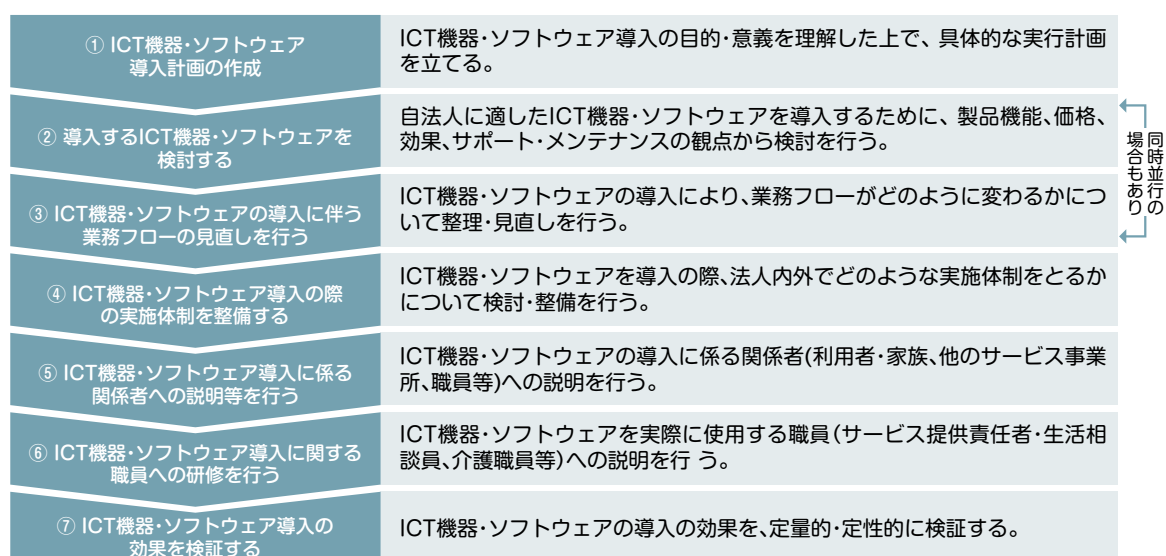 ① ICT機器・ソフトウェア
導入計画の作成
ICT機器・ソフトウェア導入の目的・意義を理解した上で、具体的な実行計画
を立てる。
② 導入するICT機器・ソフトウェアを
検討する
自法人に適したICT機器・ソフトウェアを導入するために、製品機能、価格、
効果、サポート・メンテナンスの観点から検討を行う。
③ ICT機器・ソフトウェアの導入に伴う
業務フローの見直しを行う
ICT機器・ソフトウェアの導入により、業務フローがどのように変わるかにつ
いて整理・見直しを行う。
同時並行の
場合もあり
④ ICT機器・ソフトウェア導入の際
の実施体制を整備する
ICT機器・ソフトウェアを導入の際、法人内外でどのような実施体制をとるか
について検討・整備を行う。
⑤ ICT機器・ソフトウェア導入に係る
関係者への説明等を行う
ICT機器・ソフトウェアの導入に係る関係者(利用者・家族、他のサービス事業
所、職員等)への説明を行う。
⑥ ICT機器・ソフトウェア導入に関する
職員への研修を行う
ICT機器・ソフトウェアを実際に使用する職員(サービス提供責任者・生活相
談員、介護職員等)への説明を行 う。
⑦ ICT機器・ソフトウェア導入の
効果を検証する
ICT機器・ソフトウェアの導入の効果を、定量的・定性的に検証する。